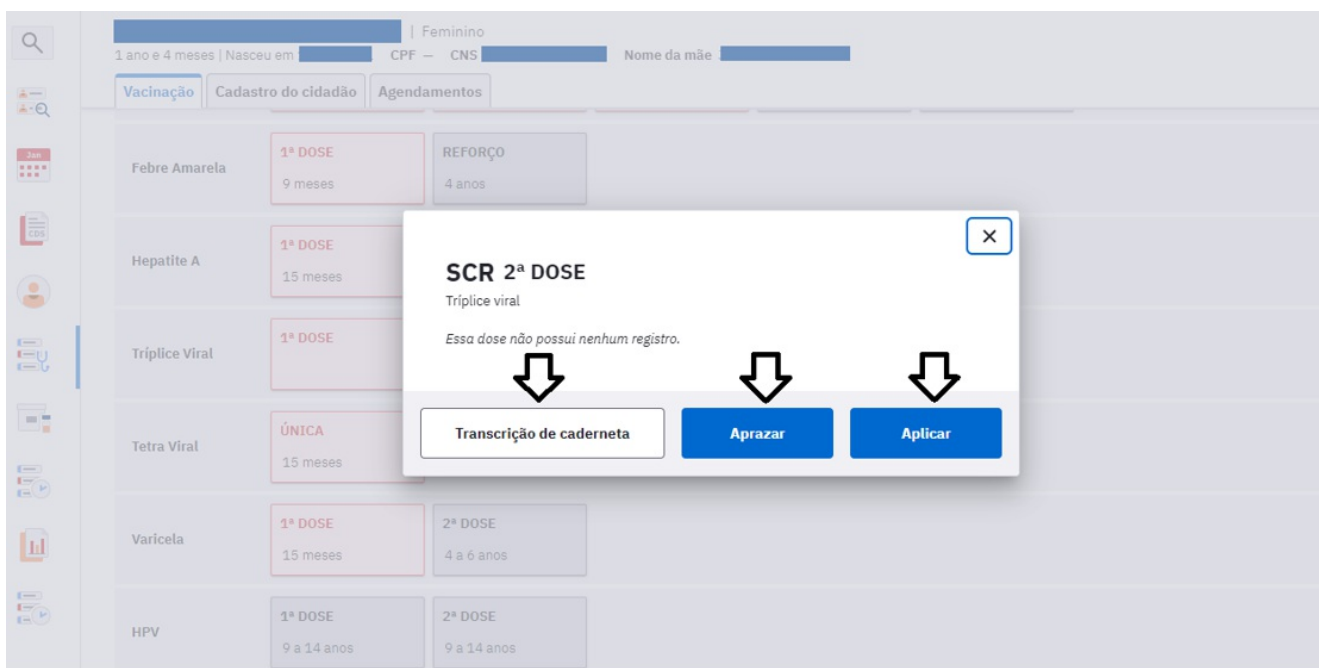 | Feminino
1 ano e 4 meses | Nasceu em CPF — CNS Nome da mãe
Vacinação Cadastro do cidadão Agendamentos
Jan
CDS
Febre Amarela
1ª DOSE
9 meses
REFORÇO
4 anos
Hepatite A
1ª DOSE
15 meses
SCR 2ª DOSE
Tríplice viral
Essa dose não possui nenhum registro.
Transcrição de caderneta Aprazar Aplicar
Tríplice Viral
1ª DOSE
Tetra Viral
ÚNICA
15 meses
Varicela
1ª DOSE
15 meses
2ª DOSE
4 a 6 anos
HPV
1ª DOSE
9 a 14 anos
2ª DOSE
9 a 14 anos